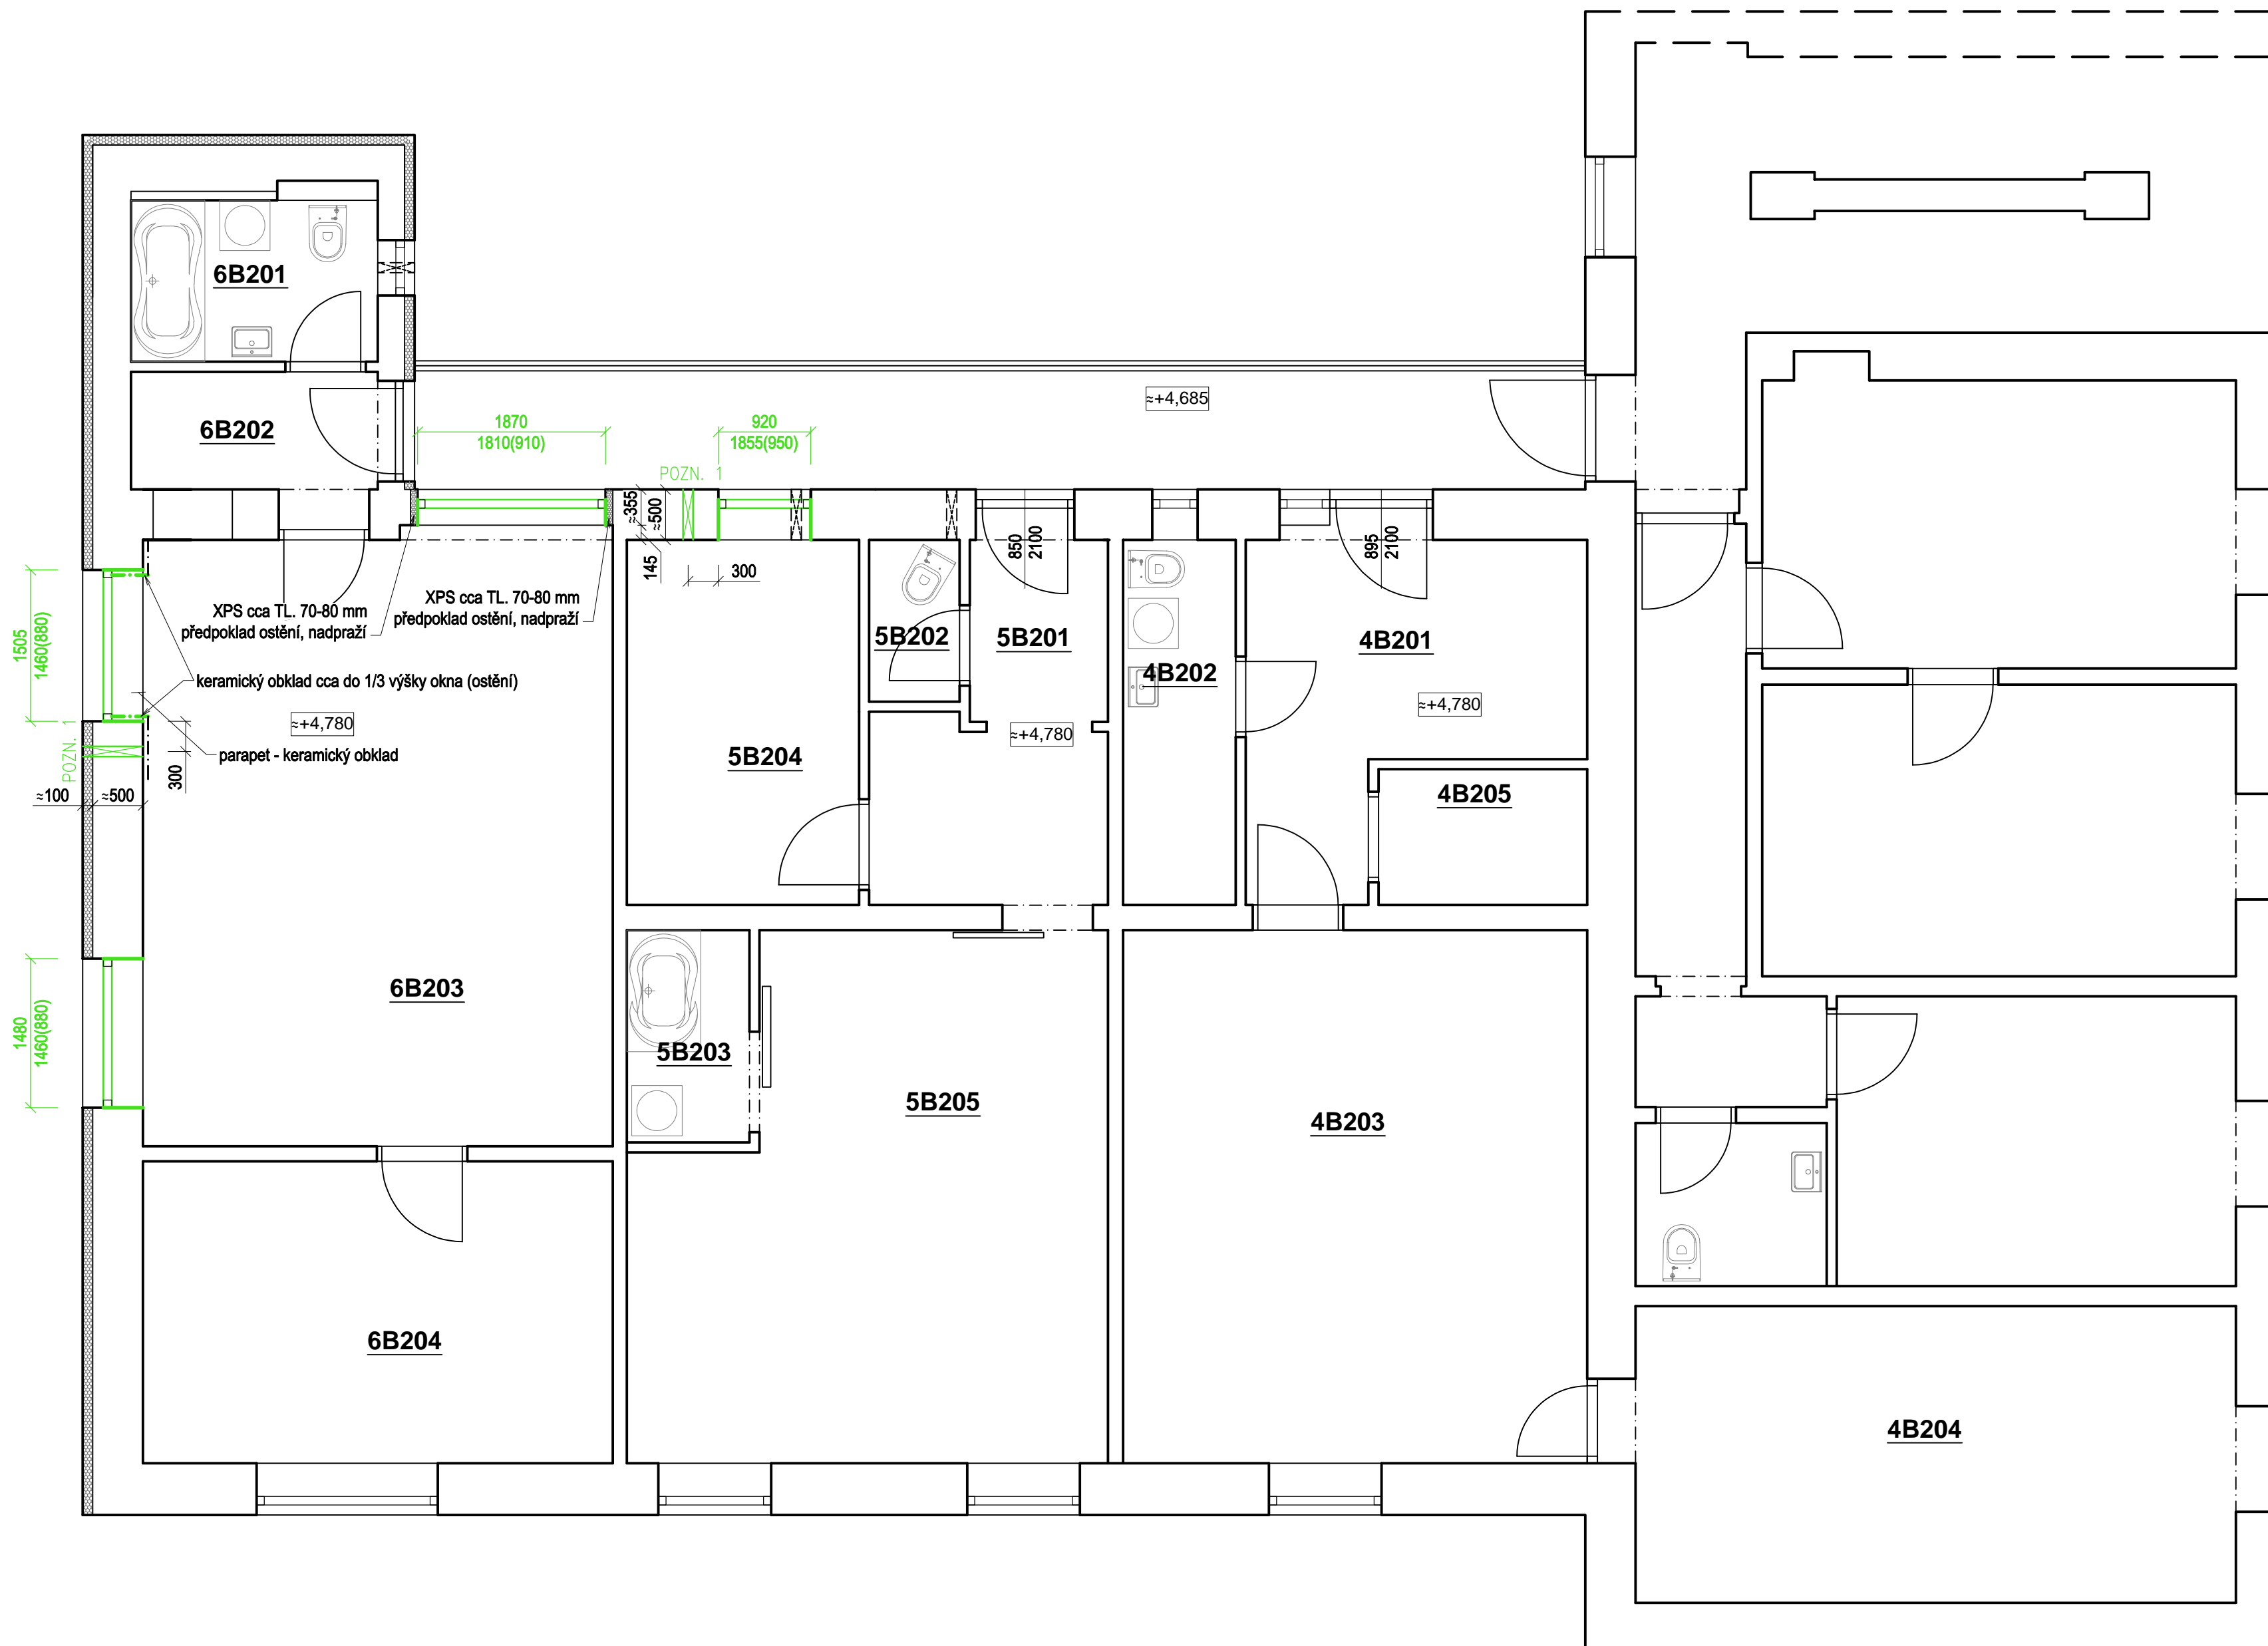 6B201
≈+4,685
6B202
1870
1810(910)
920
1855(950)
POZN. 1
≈355
≈500
145
300
850
2100
895
2100
XPS cca TL. 70-80 mm
předpoklad ostění, nadpraží
XPS cca TL. 70-80 mm
předpoklad ostění, nadpraží
1505
1460(880)
5B202
5B201
4B201
4B202
keramický obklad cca do 1/3 výšky okna (ostění)
≈+4,780
≈+4,780
≈+4,780
POZN. 1
parapet - keramický obklad
300
≈100
≈500
5B204
4B205
6B203
1480
1460(880)
5B203
5B205
4B203
6B204
4B204